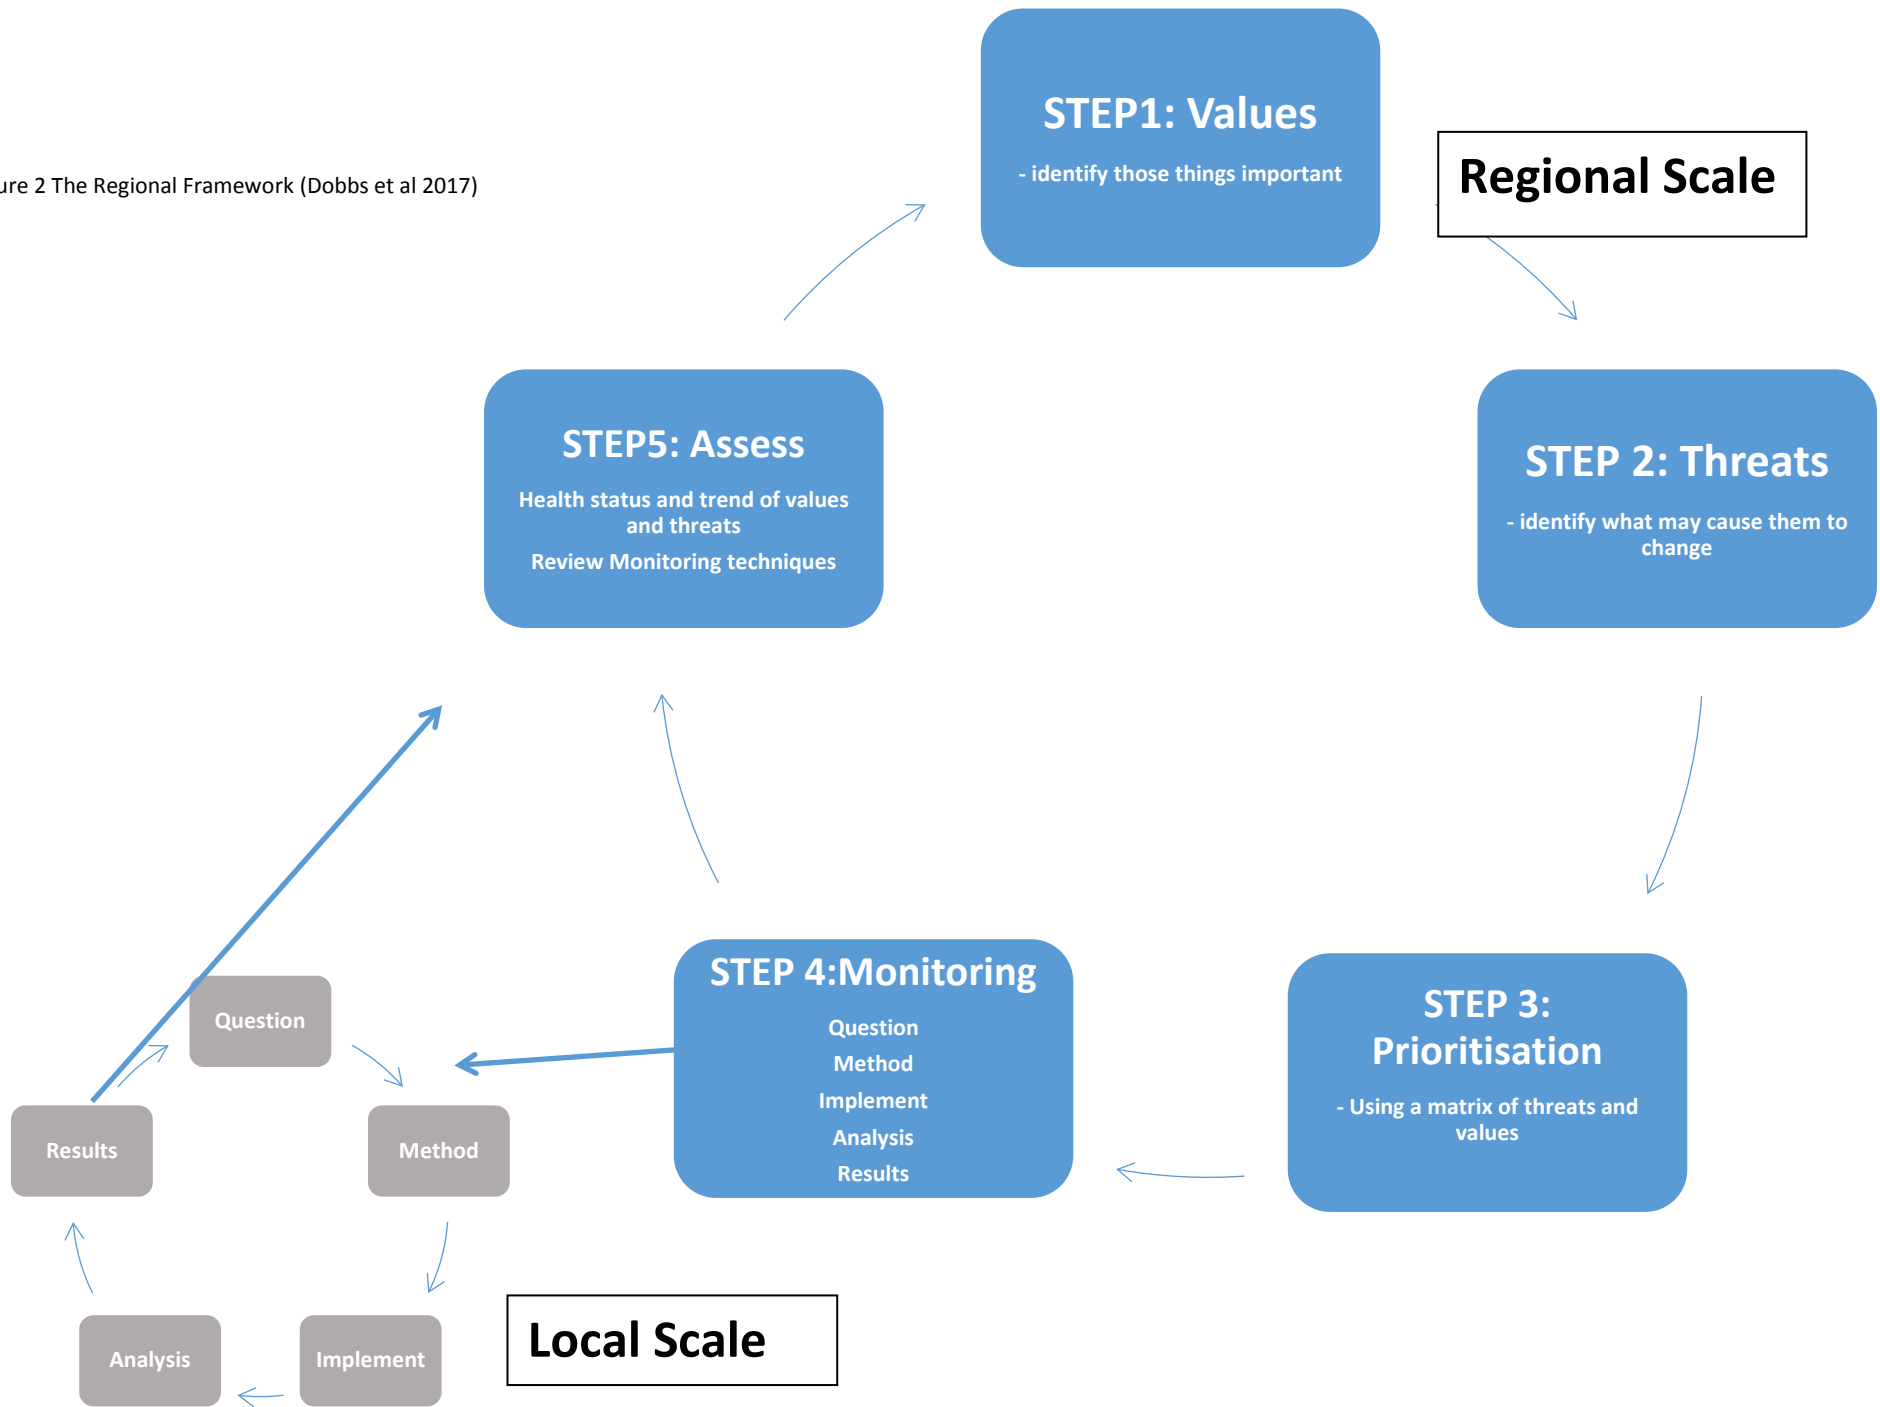 STEP1: Values
- identify those things important
Regional Scale
ure 2 The Regional Framework (Dobbs et al 2017)
STEP5: Assess
Health status and trend of values
and threats
Review Monitoring techniques
STEP 2: Threats
- identify what may cause them to
change
STEP 4:Monitoring
Question
Method
Implement
Analysis
Results
STEP 3:
Prioritisation
- Using a matrix of threats and
values
Question
Results
Method
Analysis
Implement
Local Scale